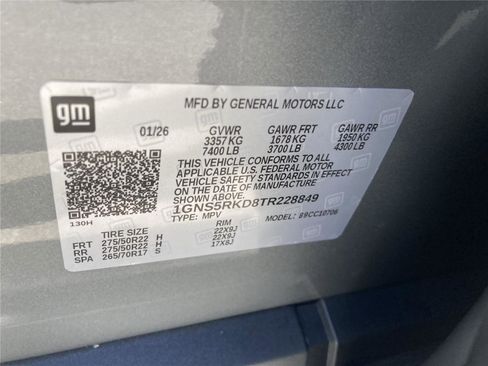 gm
MFD BY GENERAL MOTORS LLC
01/26 GVWR GAWR FRT GAWR RR
3357 KG 1678 KG 1950 KG
7400 LB 3700 LB 4300 LB
THIS VEHICLE CONFORMS TO ALL
APPLICABLE U.S. FEDERAL MOTOR
VEHICLE SAFETY STANDARDS IN
EFFECT ON THE DATE OF
MANUFACTURE SHOWN ABOVE.
1GNS5RKD8TR228849
TYPE: MPV MODEL: 89CC10706
130H
TIRE SIZE RIM
FRT 275/50R22 H 22X9J
RR 275/50R22 H 22X9J
SPA 265/70R17 S 17X8J